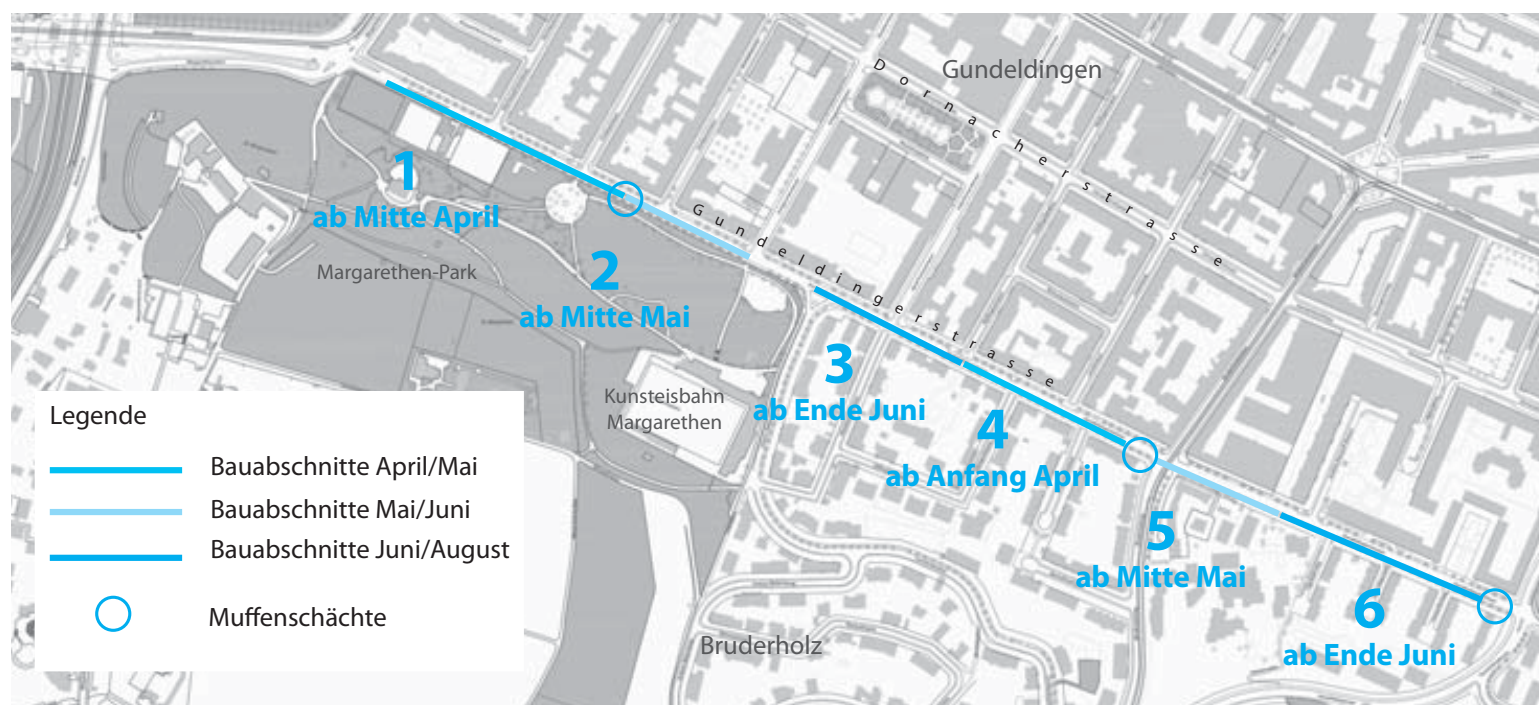 Gundeldingen
Dornacherstrasse
1
ab Mitte April
Gundeldingerstrasse
Margarethen-Park
2
ab Mitte Mai
3
ab Ende Juni
Kunsteisbahn
Margarethen
4
ab Anfang April
5
ab Mitte Mai
6
ab Ende Juni
Bruderholz
Legende
Bauabschnitte April/Mai
Bauabschnitte Mai/Juni
Bauabschnitte Juni/August
Muffenschächte